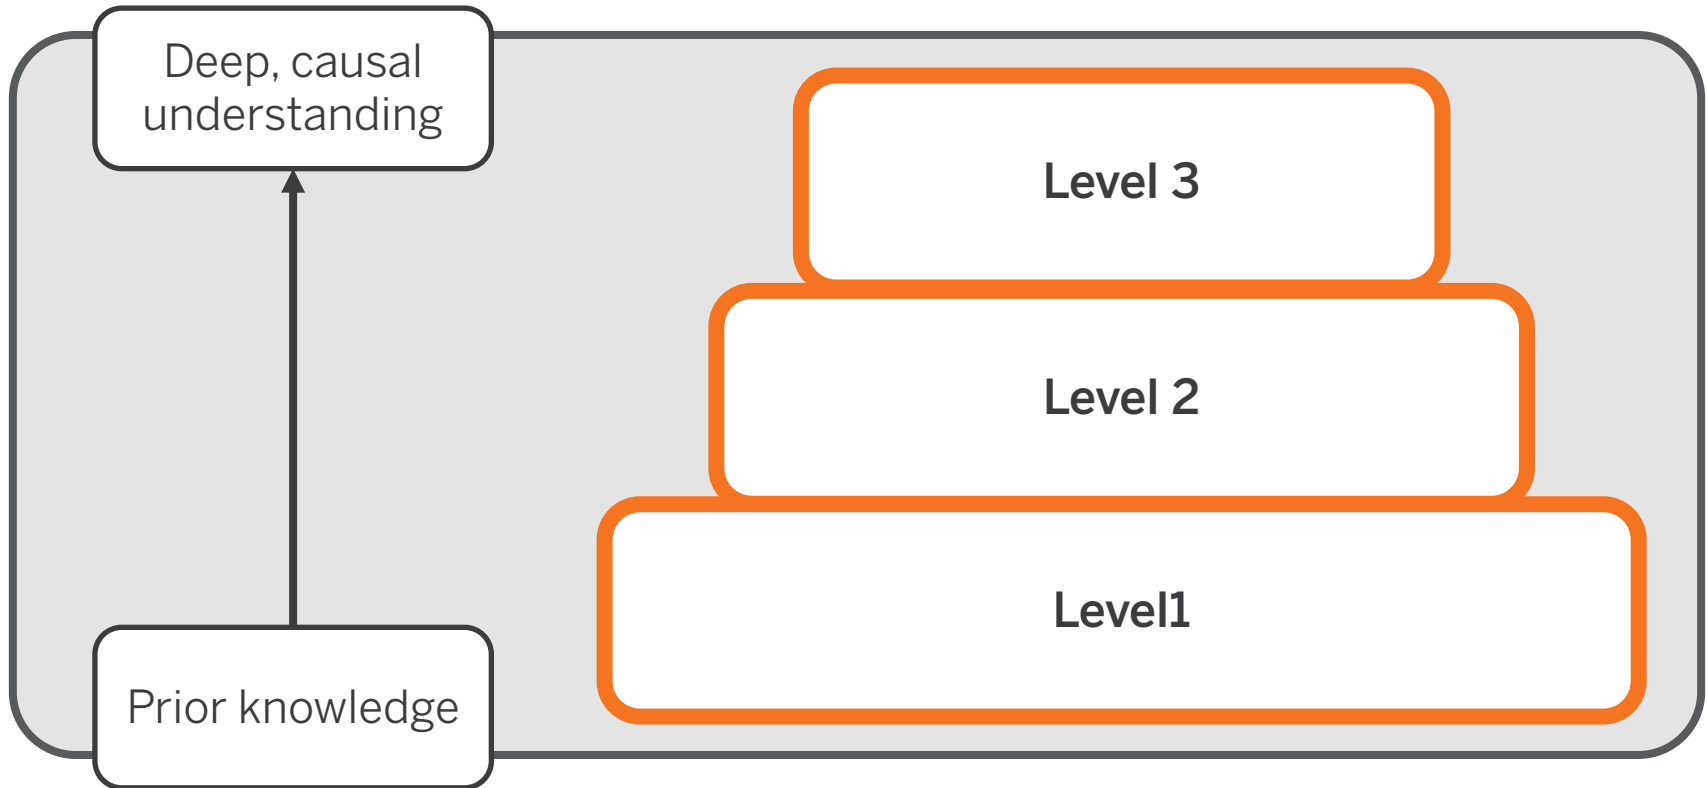 Deep, causal
understanding
Level 3
Level 2
Level1
Prior knowledge